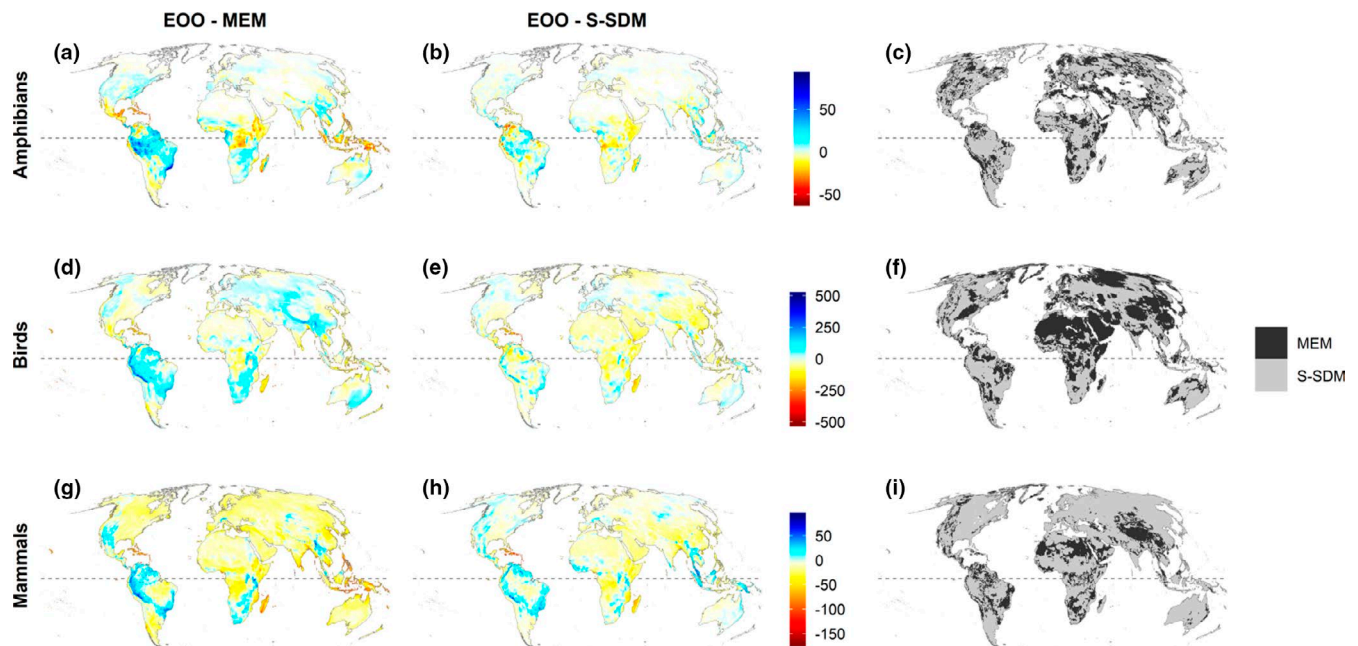 EOO - MEM
EOO - S-SDM
Amphibians
(a)
(b)
(c)
50
0
-50
Birds
(d)
(e)
(f)
500
250
0
-250
-500
MEM
S-SDM
Mammals
(g)
(h)
(i)
50
0
-50
-100
-150